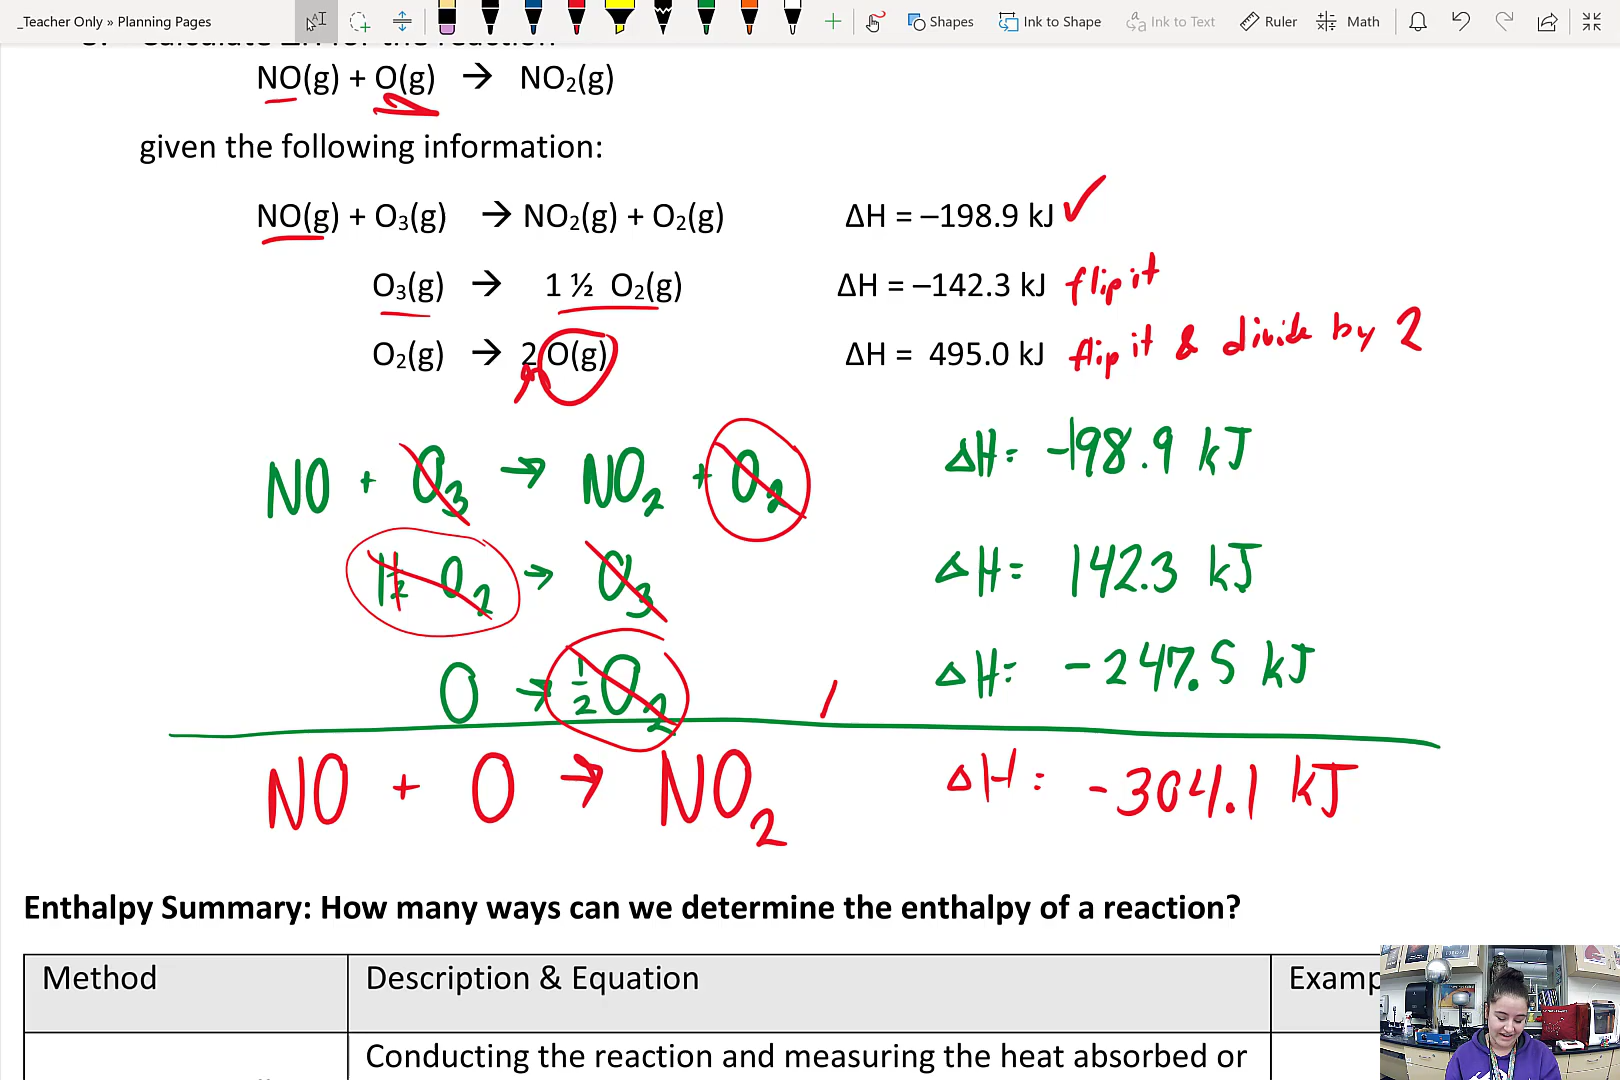 _Teacher Only » Planning Pages
Shapes Ink to Shape Ink to Text Ruler Math
NO(g) + O(g) → NO₂(g)
given the following information:
NO(g) + O₃(g) → NO₂(g) + O₂(g) ΔH = –198.9 kJ ✓
O₃(g) → 1 ½ O₂(g) ΔH = –142.3 kJ flip it
O₂(g) → 2 O(g) ΔH = 495.0 kJ flip it & divide by 2
NO + O₃ → NO₂ + O₂ ΔH = -198.9 kJ
1½ O₂ → O₃ ΔH = 142.3 kJ
O → ½ O₂ ΔH = -247.5 kJ
NO + O → NO₂ ΔH = -304.1 kJ
Enthalpy Summary: How many ways can we determine the enthalpy of a reaction?
Method Description & Equation Examp
Conducting the reaction and measuring the heat absorbed or